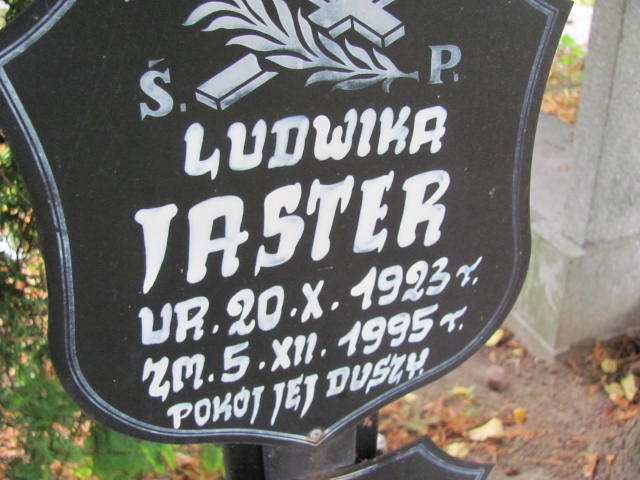 Ś. P.
LUDWIKA
JASTER
UR. 20.X. 1923 r.
ZM. 5.XII. 1995 r.
POKÓJ JEJ DUSZY.